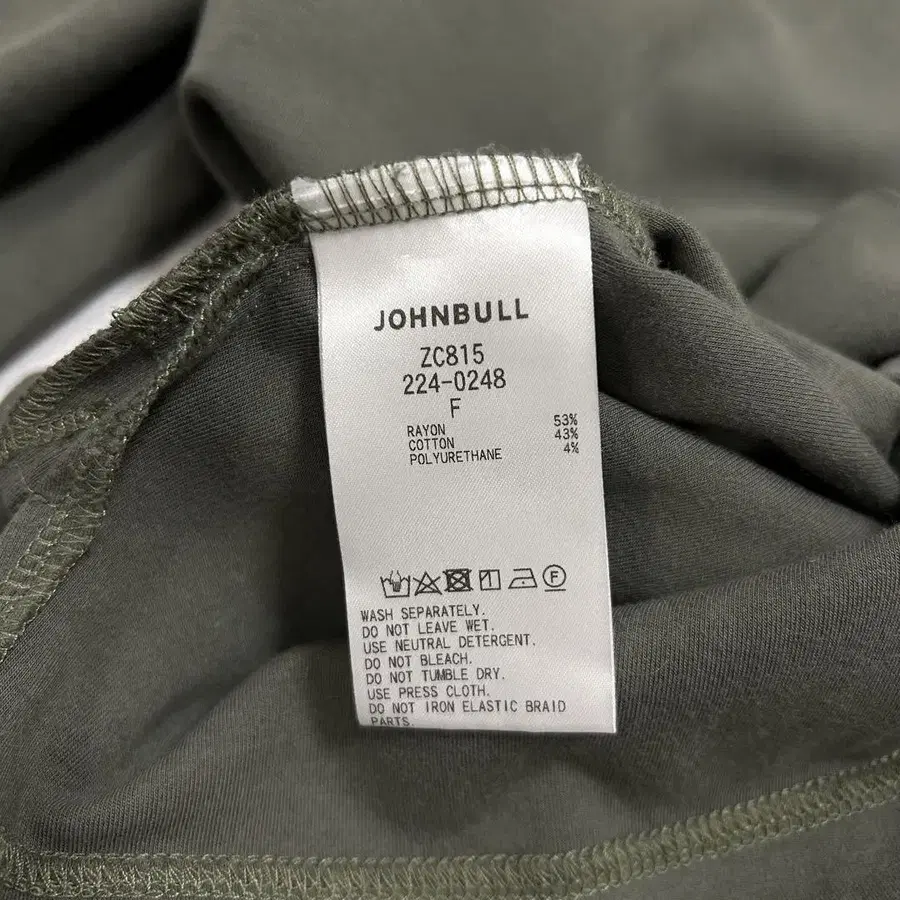 JOHNBULL
ZC815
224-0248
F
RAYON 53%
COTTON 43%
POLYURETHANE 4%
F
WASH SEPARATELY.
DO NOT LEAVE WET.
USE NEUTRAL DETERGENT.
DO NOT BLEACH.
DO NOT TUMBLE DRY.
USE PRESS CLOTH.
DO NOT IRON ELASTIC BRAID
PARTS